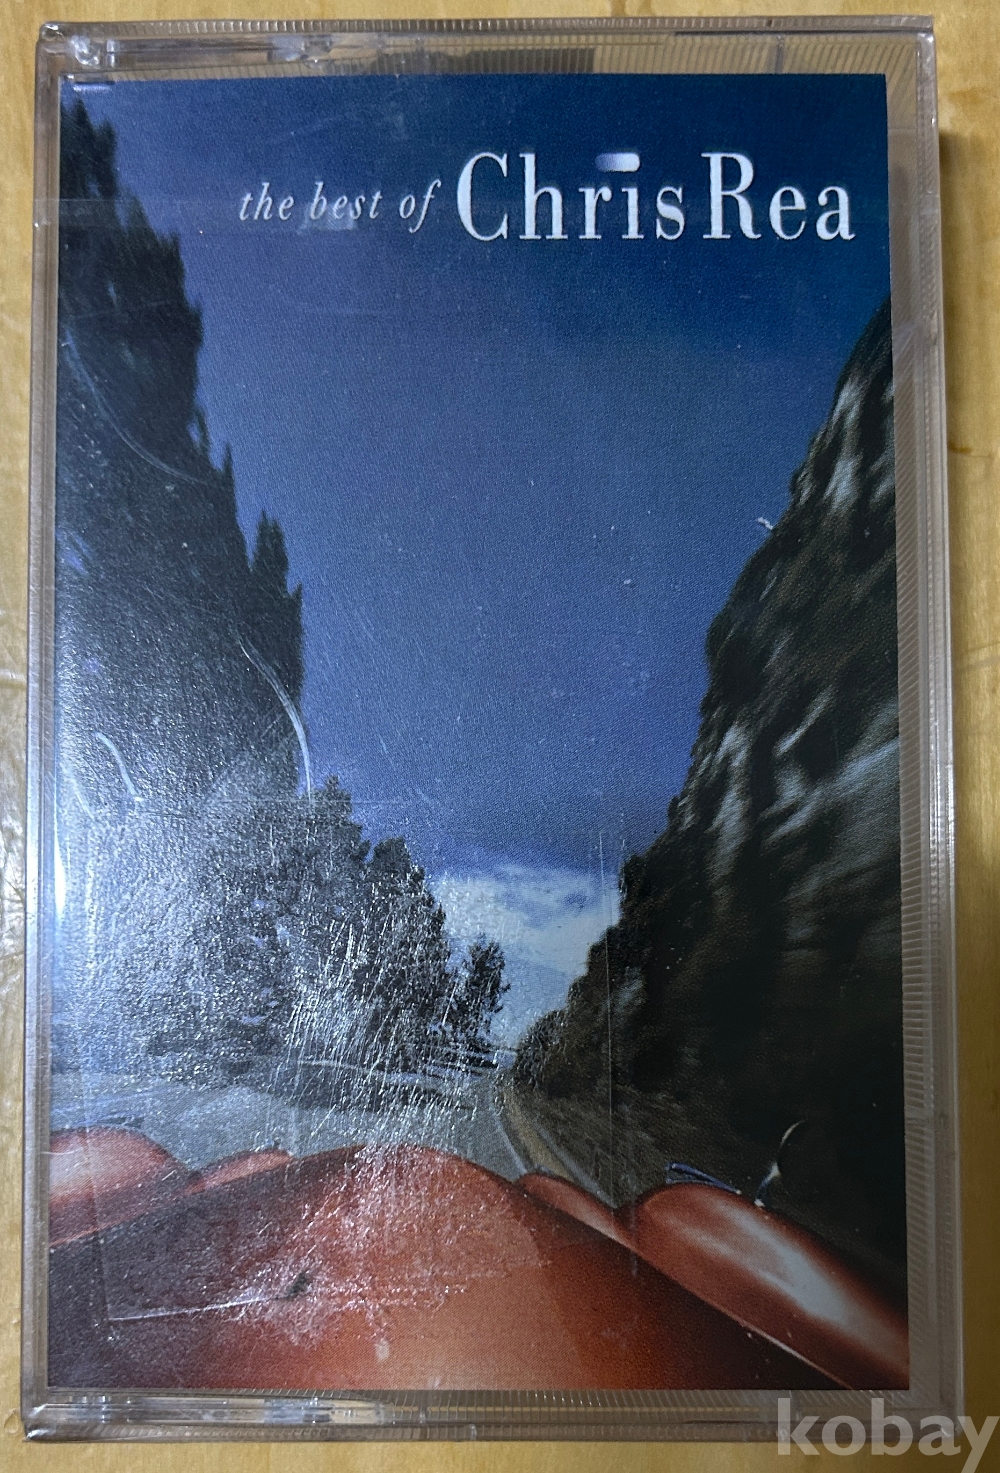 the best of Chris Rea
kobay